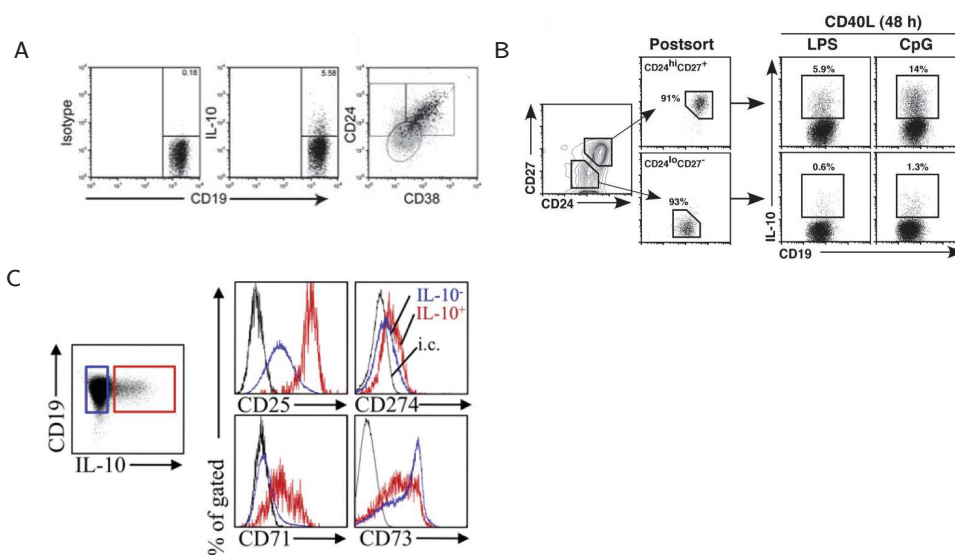 A
Isotype
0.18
IL-10
5.58
CD24
CD19
CD38
B
CD40L (48 h)
Postsort
LPS
CpG
CD24hiCD27+
91%
5.9%
14%
CD27
CD24
CD24loCD27-
93%
0.6%
1.3%
IL-10
CD19
C
CD19
IL-10
% of gated
IL-10-
IL-10+
i.c.
CD25
CD274
CD71
CD73